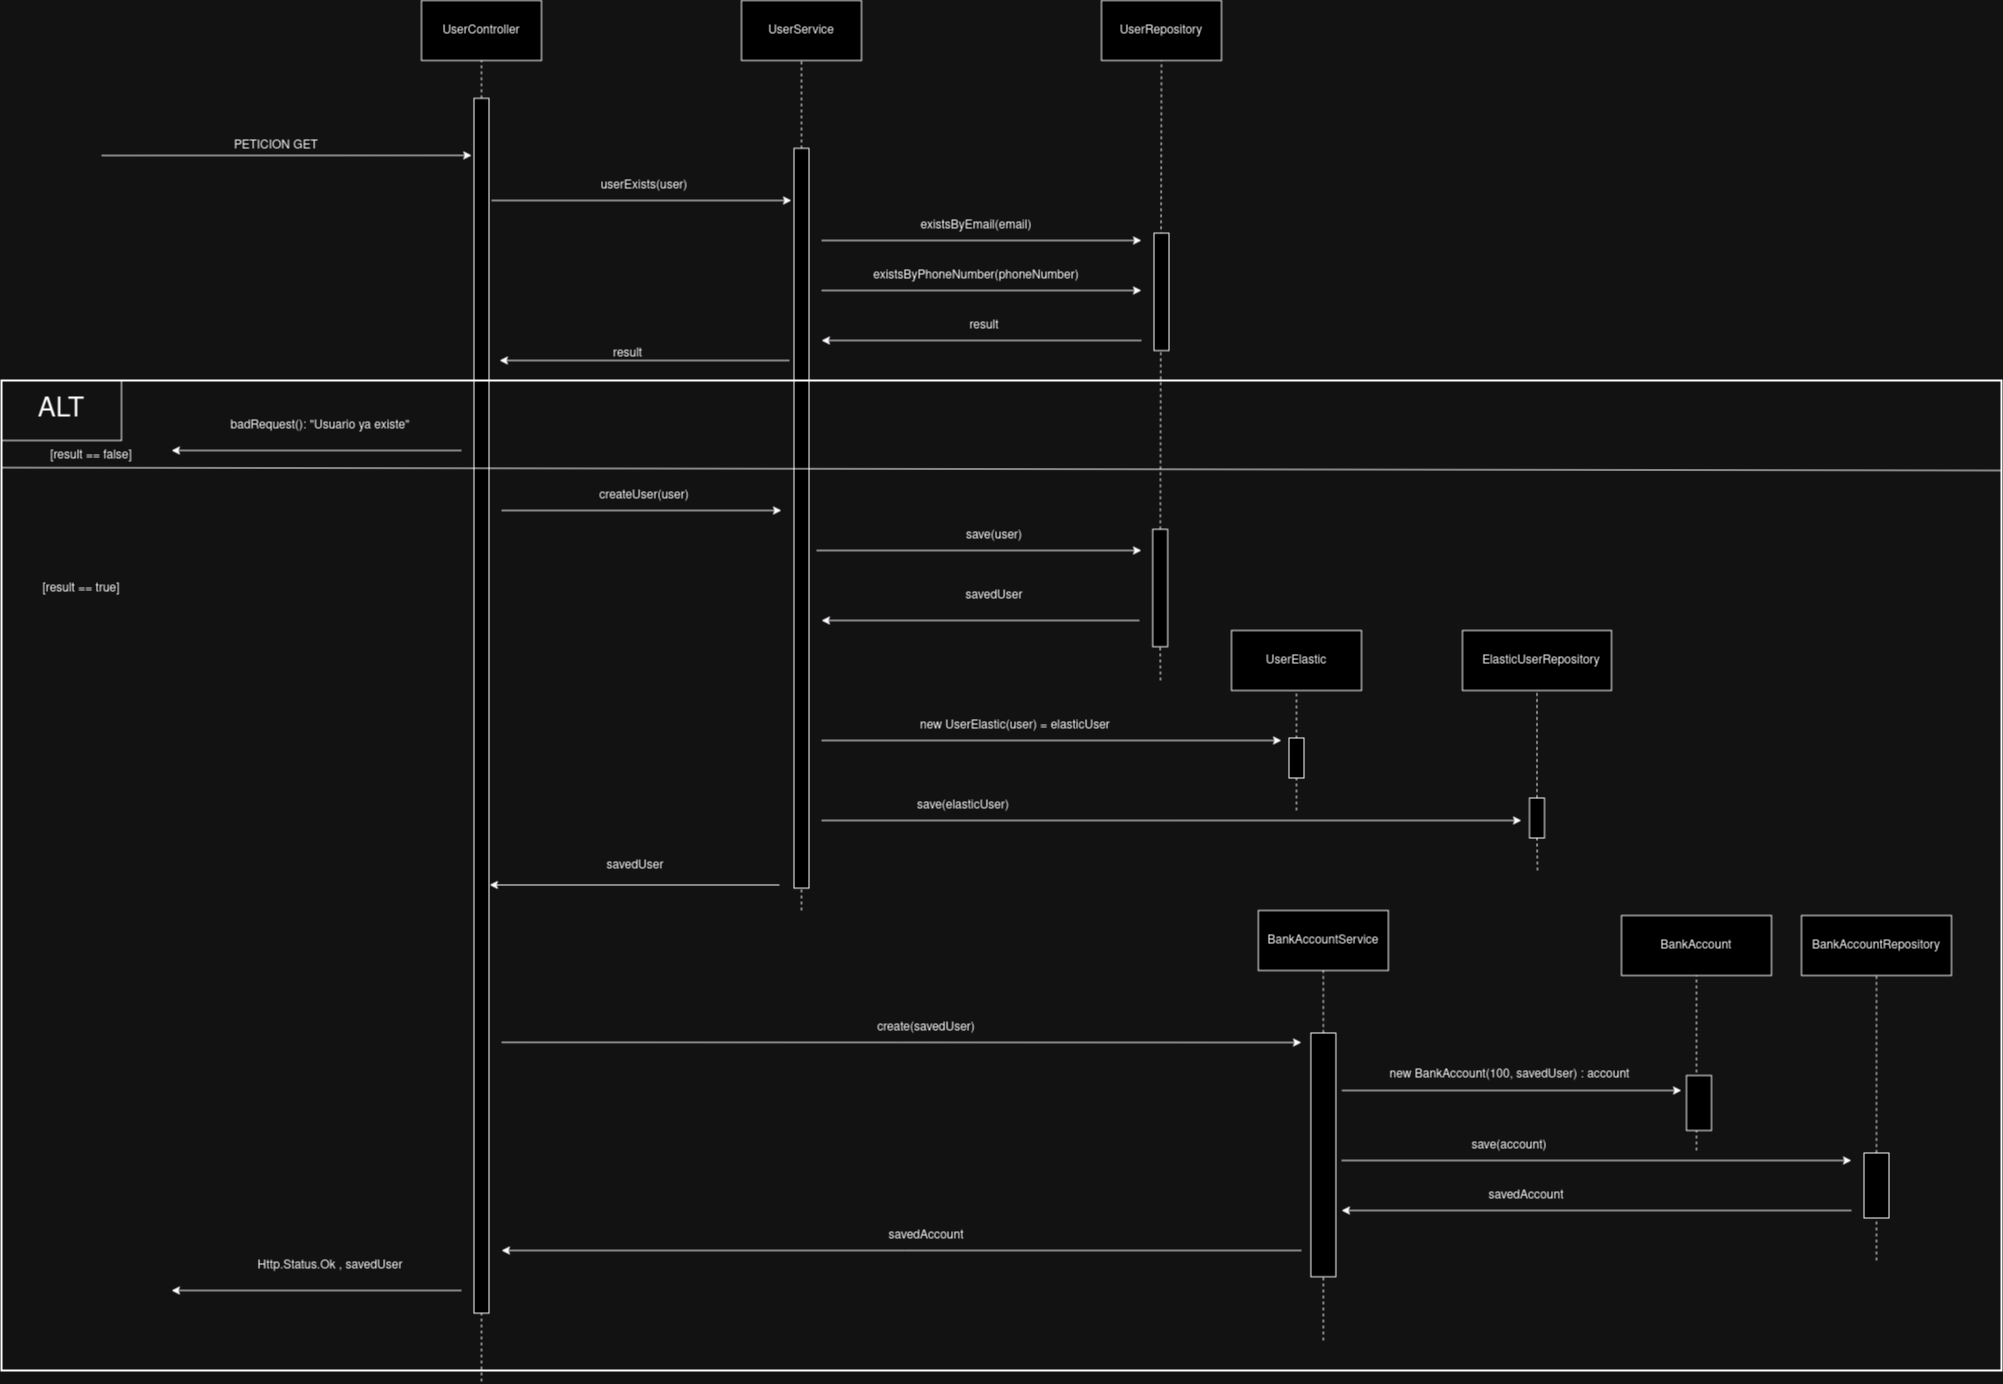 UserController
UserService
UserRepository
PETICION GET
userExists(user)
existsByEmail(email)
existsByPhoneNumber(phoneNumber)
result
result
ALT
badRequest(): "Usuario ya existe"
[result == false]
createUser(user)
save(user)
[result == true]
savedUser
UserElastic
ElasticUserRepository
new UserElastic(user) = elasticUser
save(elasticUser)
savedUser
BankAccountService
BankAccount
BankAccountRepository
create(savedUser)
new BankAccount(100, savedUser) : account
save(account)
savedAccount
savedAccount
Http.Status.Ok , savedUser